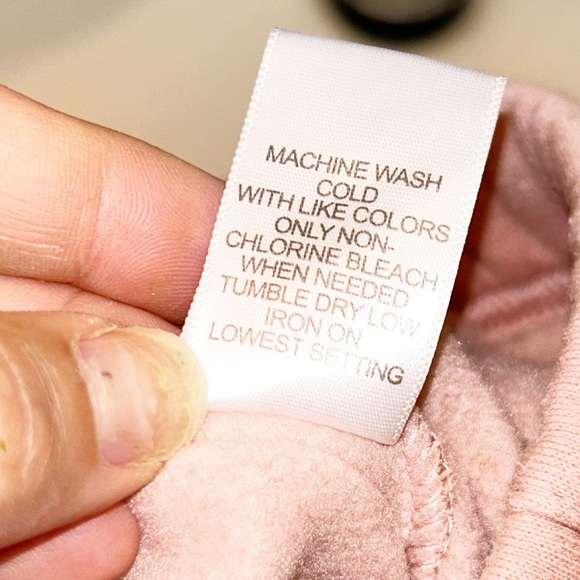 MACHINE WASH
COLD
WITH LIKE COLORS
ONLY NON-
CHLORINE BLEACH
WHEN NEEDED
TUMBLE DRY LOW
IRON ON
LOWEST SETTING